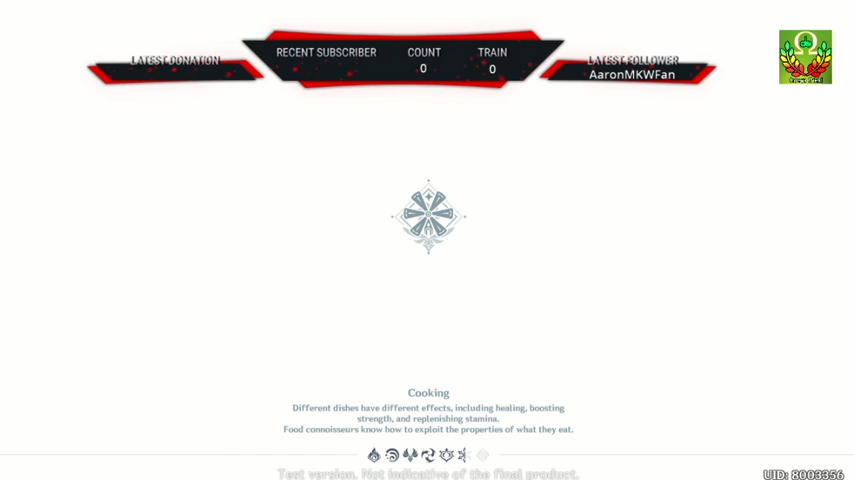 LATEST DONATION
RECENT SUBSCRIBER
COUNT
0
TRAIN
0
LATEST FOLLOWER
AaronMKWFan
Ω
Cooking
Different dishes have different effects, including healing, boosting
strength, and replenishing stamina.
Food connoisseurs know how to exploit the properties of what they eat.
Test version. Not indicative of the final product.
UID: 8003356